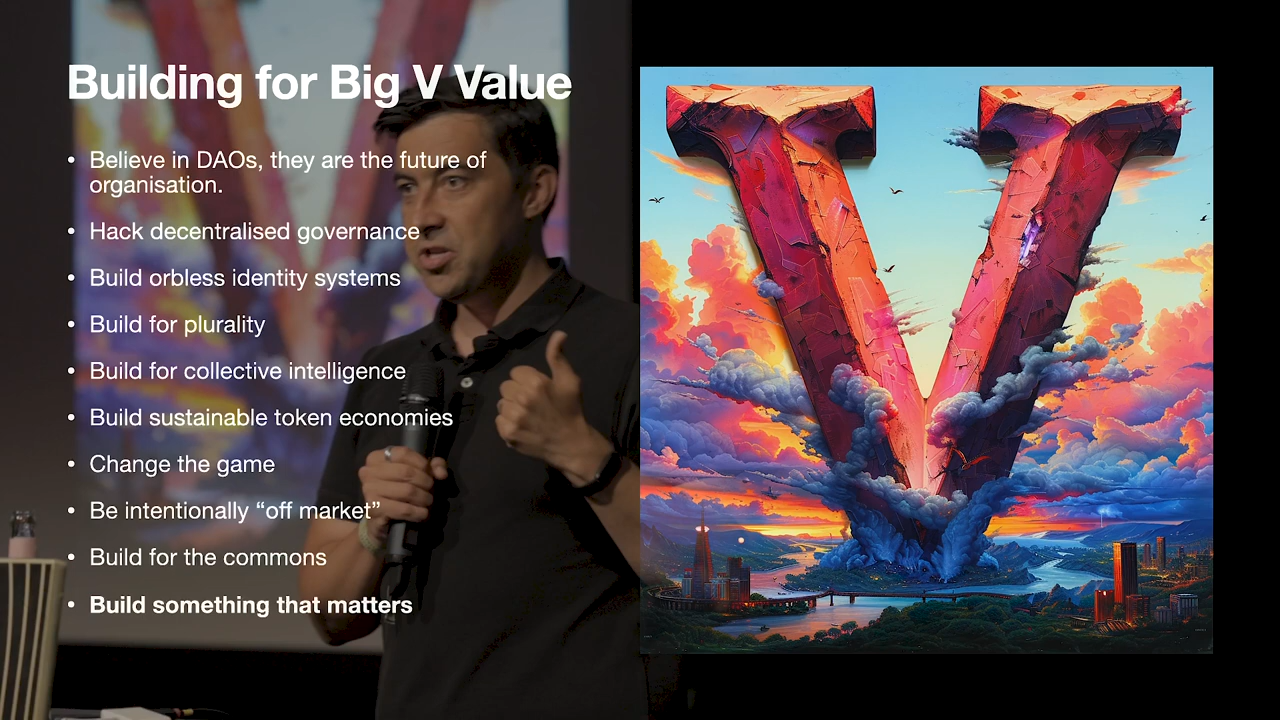 Building for Big V Value
• Believe in DAOs, they are the future of
organisation.
• Hack decentralised governance
• Build orbless identity systems
• Build for plurality
• Build for collective intelligence
• Build sustainable token economies
• Change the game
• Be intentionally “off market”
• Build for the commons
• Build something that matters